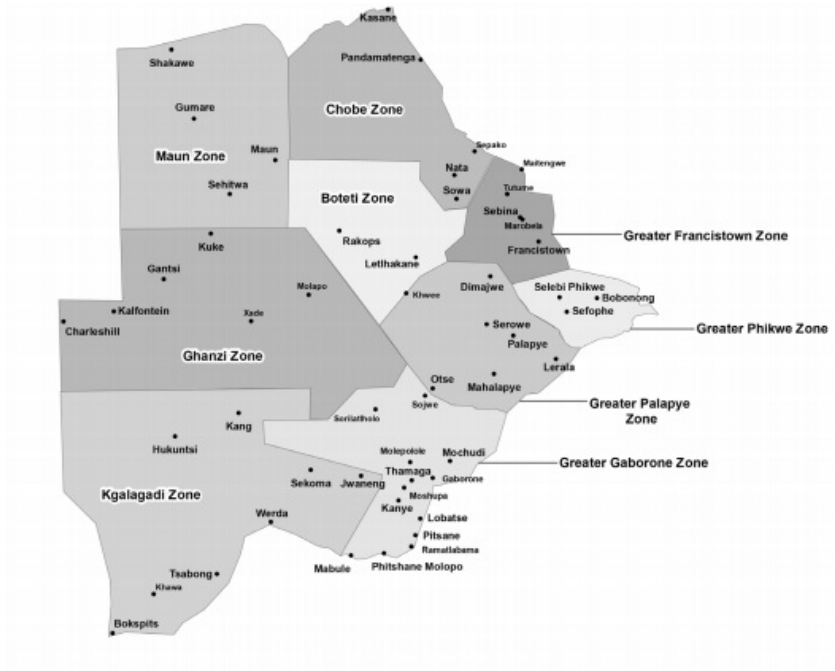 Kasane
Shakawe
Pandamatenga
Gumare
Chobe Zone
Maun
Maun Zone
Sepako
Maitengwe
Nata
Sehitwa
Sowa
Tutume
Boteti Zone
Sebina
Marobela
Rakops
Greater Francistown Zone
Kuke
Francistown
Letlhakane
Gantsi
Molapo
Khwee
Dimajwe
Selebi Phikwe
Bobonong
Kalfontein
Xade
Sefophe
Charleshill
Serowe
Greater Phikwe Zone
Palapye
Ghanzi Zone
Lerala
Otse
Mahalapye
Sojwe
Greater Palapye
Zone
Kang
Sorilatlholo
Hukuntsi
Molepolole
Mochudi
Greater Gaborone Zone
Thamaga
Sekoma
Jwaneng
Gaborone
Kgalagadi Zone
Moshupa
Kanye
Werda
Lobatse
Pitsane
Ramatlabama
Mabule
Phitshane Molopo
Tsabong
Khawa
Bokspits